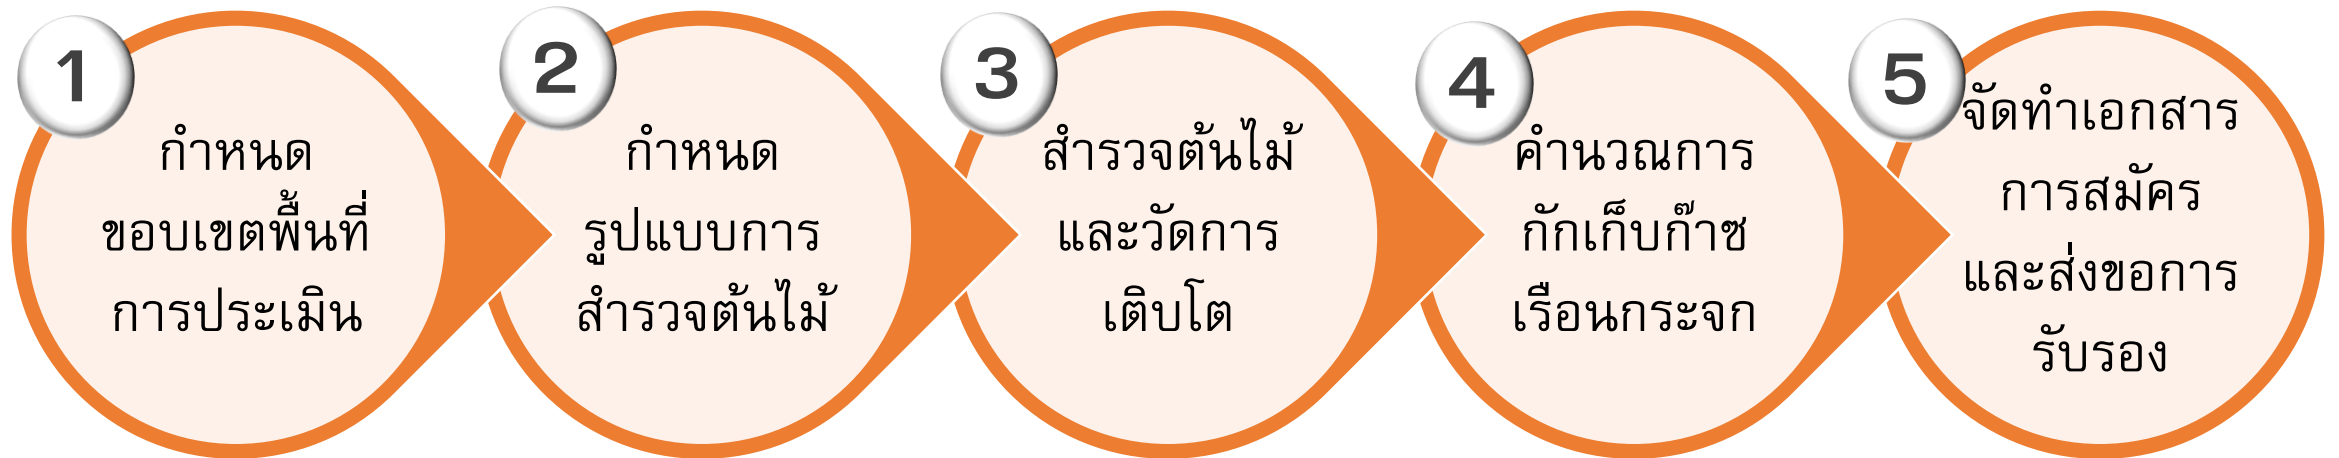 1
กำหนด
ขอบเขตพื้นที่
การประเมิน
2
กำหนด
รูปแบบการ
สำรวจต้นไม้
3
สำรวจต้นไม้
และวัดการ
เติบโต
4
คำนวณการ
กักเก็บก๊าซ
เรือนกระจก
5
จัดทำเอกสาร
การสมัคร
และส่งขอการ
รับรอง